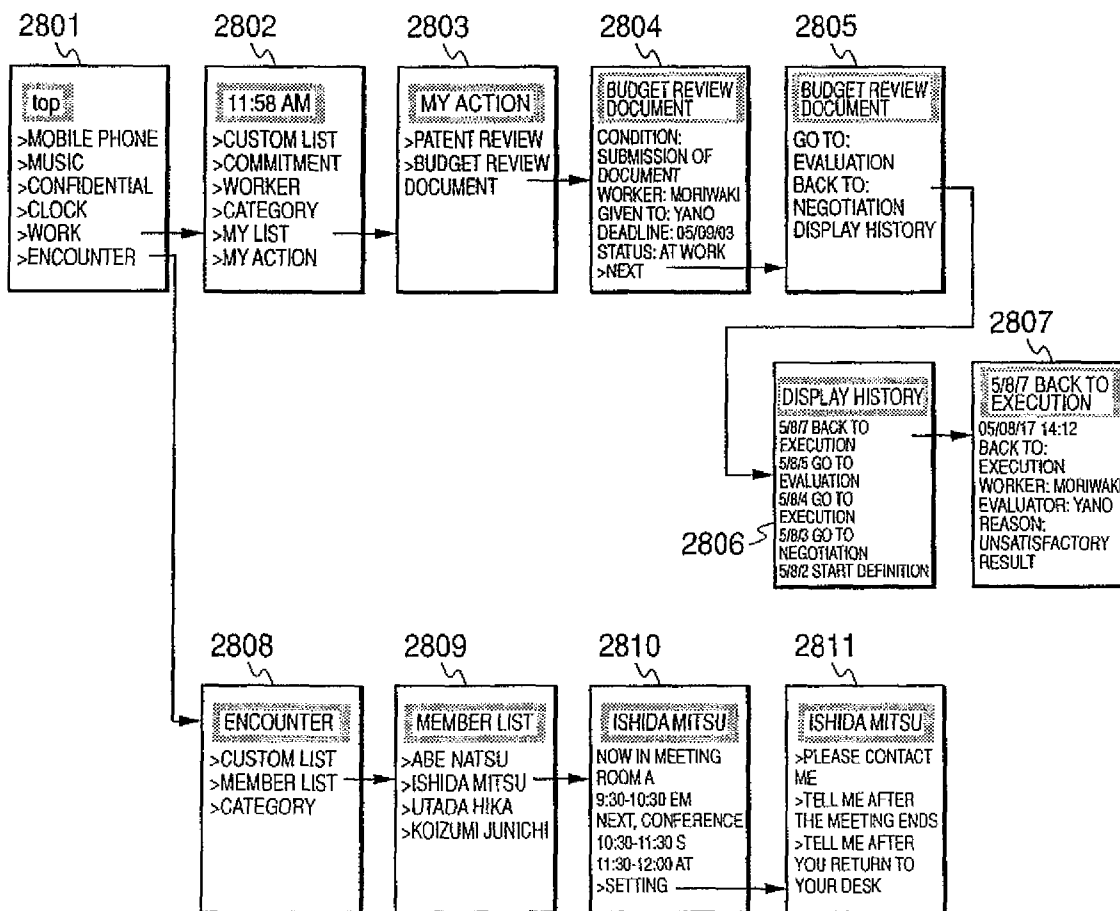 2801
2802
2803
2804
2805
top
>MOBILE PHONE
>MUSIC
>CONFIDENTIAL
>CLOCK
>WORK
>ENCOUNTER
11:58 AM
>CUSTOM LIST
>COMMITMENT
>WORKER
>CATEGORY
>MY LIST
>MY ACTION
MY ACTION
>PATENT REVIEW
>BUDGET REVIEW
DOCUMENT
BUDGET REVIEW
DOCUMENT
CONDITION:
SUBMISSION OF
DOCUMENT
WORKER: MORIWAKI
GIVEN TO: YANO
DEADLINE: 05/09/03
STATUS: AT WORK
>NEXT
BUDGET REVIEW
DOCUMENT
GO TO:
EVALUATION
BACK TO:
NEGOTIATION
DISPLAY HISTORY
2806
DISPLAY HISTORY
5/8/7 BACK TO
EXECUTION
5/8/5 GO TO
EVALUATION
5/8/4 GO TO
EXECUTION
5/8/3 GO TO
NEGOTIATION
5/8/2 START DEFINITION
2807
5/8/7 BACK TO
EXECUTION
05/08/17 14:12
BACK TO:
EXECUTION
WORKER: MORIWAKI
EVALUATOR: YANO
REASON:
UNSATISFACTORY
RESULT
2808
2809
2810
2811
ENCOUNTER
>CUSTOM LIST
>MEMBER LIST
>CATEGORY
MEMBER LIST
>ABE NATSU
>ISHIDA MITSU
>UTADA HIKA
>KOIZUMI JUNICHI
ISHIDA MITSU
NOW IN MEETING
ROOM A
9:30-10:30 EM
NEXT, CONFERENCE
10:30-11:30 S
11:30-12:00 AT
>SETTING
ISHIDA MITSU
>PLEASE CONTACT
ME
>TELL ME AFTER
THE MEETING ENDS
>TELL ME AFTER
YOU RETURN TO
YOUR DESK